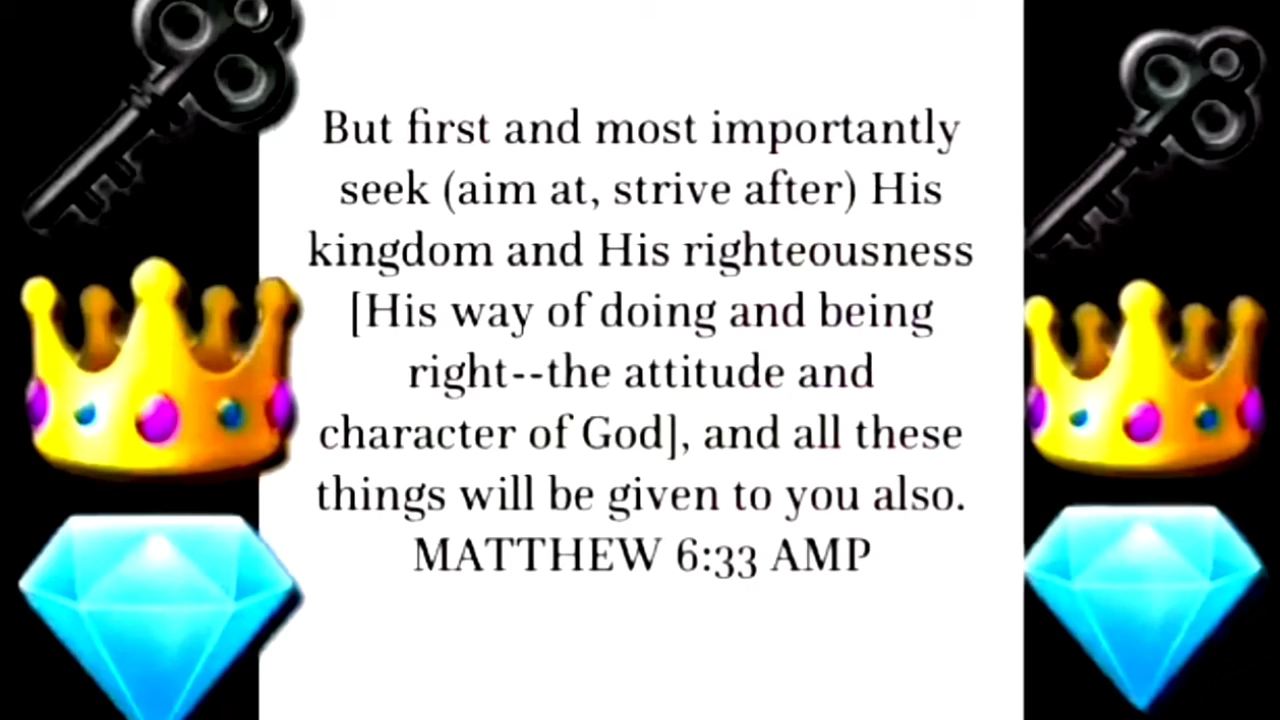 But first and most importantly
seek (aim at, strive after) His
kingdom and His righteousness
[His way of doing and being
right--the attitude and
character of God], and all these
things will be given to you also.
MATTHEW 6:33 AMP